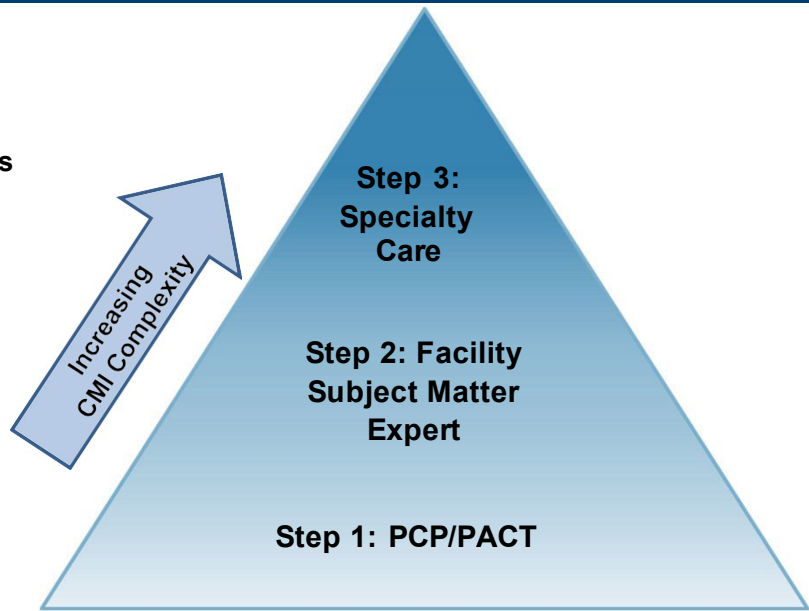 s
Step 3:
Specialty
Care
Increasing
CMI Complexity
Step 2: Facility
Subject Matter
Expert
Step 1: PCP/PACT